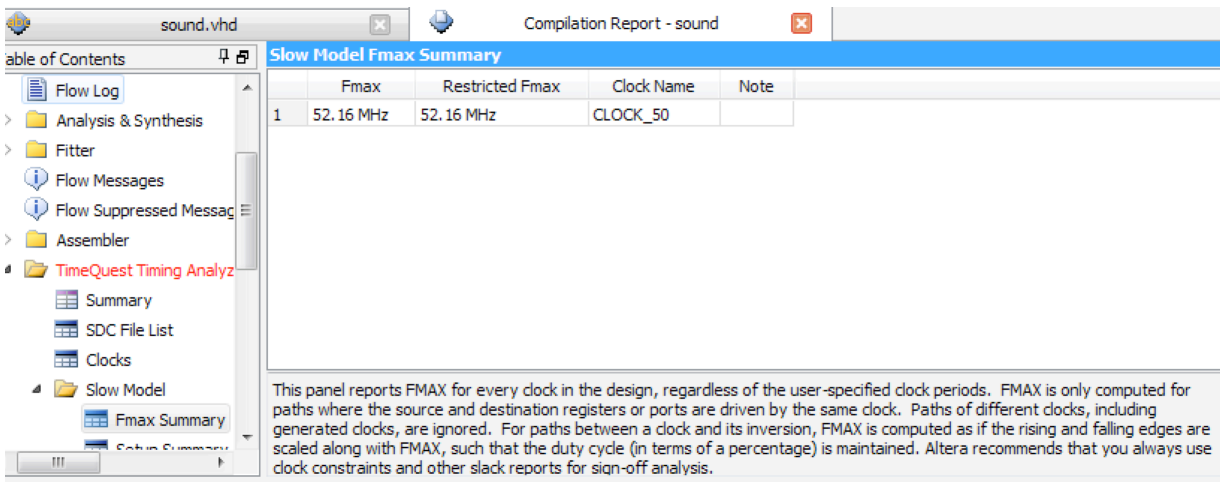 abc
sound.vhd
Compilation Report - sound
Table of Contents
Flow Log
Analysis & Synthesis
Fitter
Flow Messages
Flow Suppressed Messag
Assembler
TimeQuest Timing Analyz
Summary
SDC File List
Clocks
Slow Model
Fmax Summary
Setup Summary
Slow Model Fmax Summary
Fmax Restricted Fmax Clock Name Note
1 52.16 MHz 52.16 MHz CLOCK_50
This panel reports FMAX for every clock in the design, regardless of the user-specified clock periods. FMAX is only computed for
paths where the source and destination registers or ports are driven by the same clock. Paths of different clocks, including
generated clocks, are ignored. For paths between a clock and its inversion, FMAX is computed as if the rising and falling edges are
scaled along with FMAX, such that the duty cycle (in terms of a percentage) is maintained. Altera recommends that you always use
clock constraints and other slack reports for sign-off analysis.